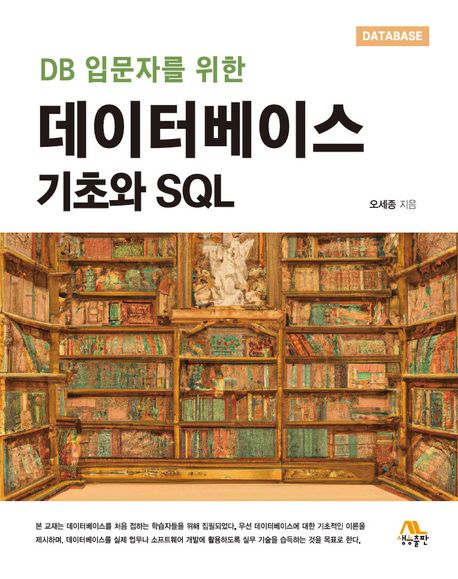 DATABASE
DB 입문자를 위한
데이터베이스
기초와 SQL
오세종 지음
본 교재는 데이터베이스를 처음 접하는 학습자들을 위해 집필되었다. 우선 데이터베이스에 대한 기초적인 이론을
제시하며, 데이터베이스를 실제 업무나 소프트웨어 개발에 활용하도록 실무 기술을 습득하는 것을 목표로 한다.
생능출판